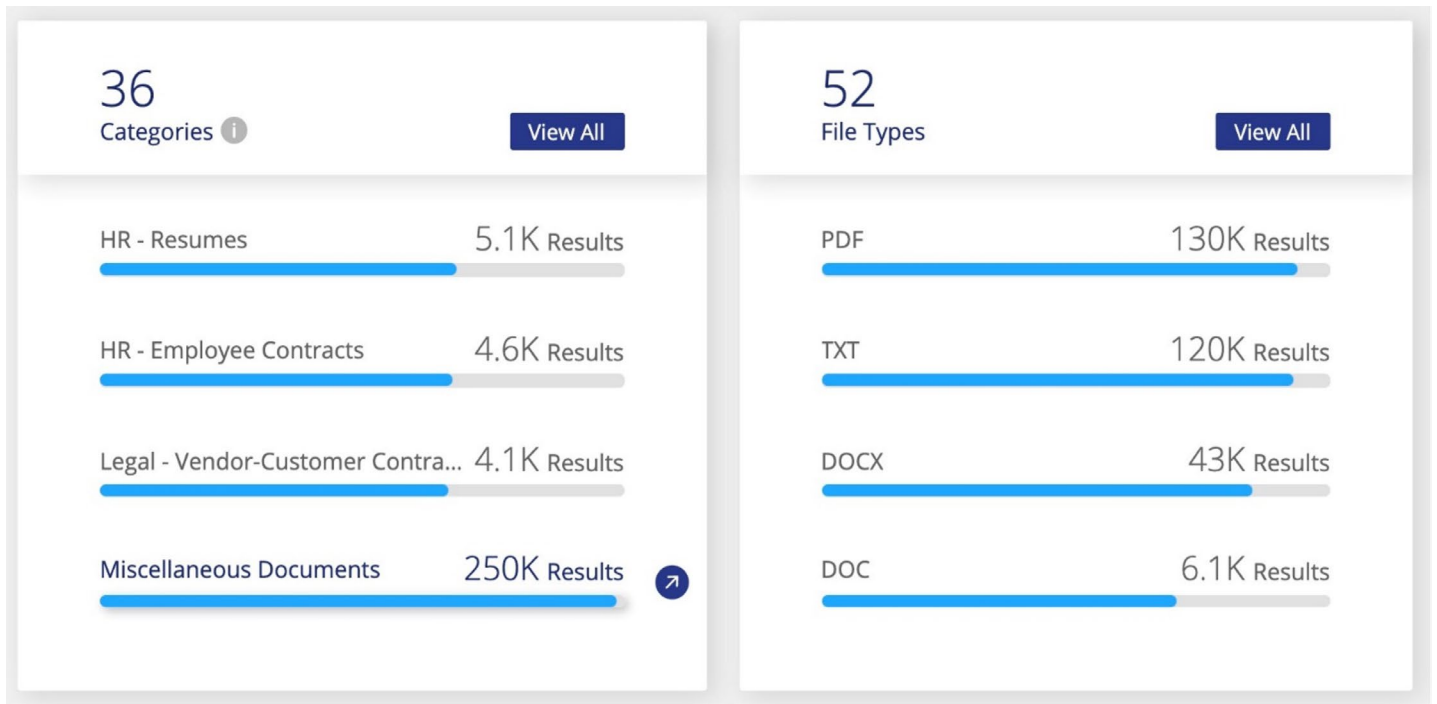 36
Categories i
View All
HR - Resumes 5.1K Results
HR - Employee Contracts 4.6K Results
Legal - Vendor-Customer Contra... 4.1K Results
Miscellaneous Documents 250K Results
52
File Types
View All
PDF 130K Results
TXT 120K Results
DOCX 43K Results
DOC 6.1K Results